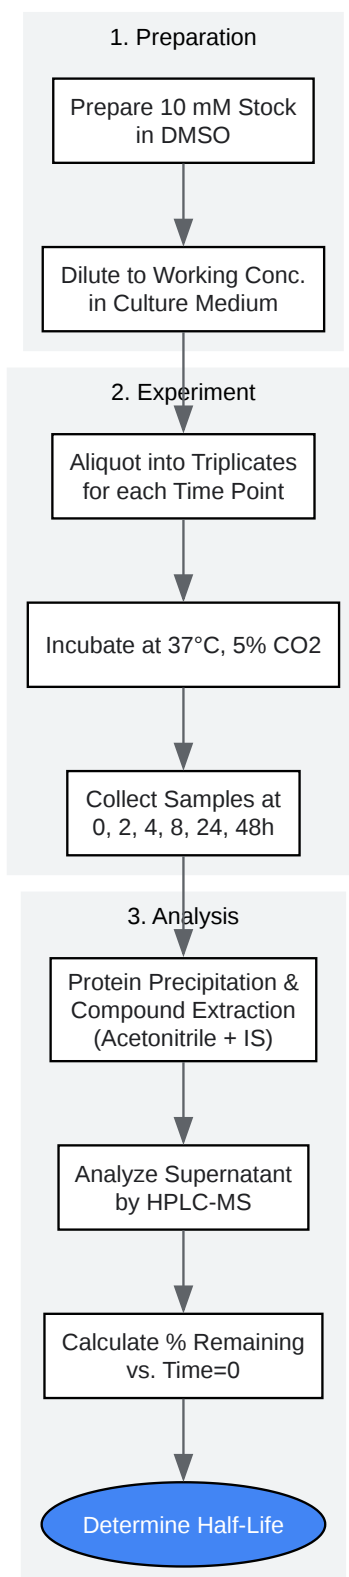 1. Preparation
Prepare 10 mM Stock
in DMSO
Dilute to Working Conc.
in Culture Medium
2. Experiment
Aliquot into Triplicates
for each Time Point
Incubate at 37°C, 5% CO2
Collect Samples at
0, 2, 4, 8, 24, 48h
3. Analysis
Protein Precipitation &
Compound Extraction
(Acetonitrile + IS)
Analyze Supernatant
by HPLC-MS
Calculate % Remaining
vs. Time=0
Determine Half-Life